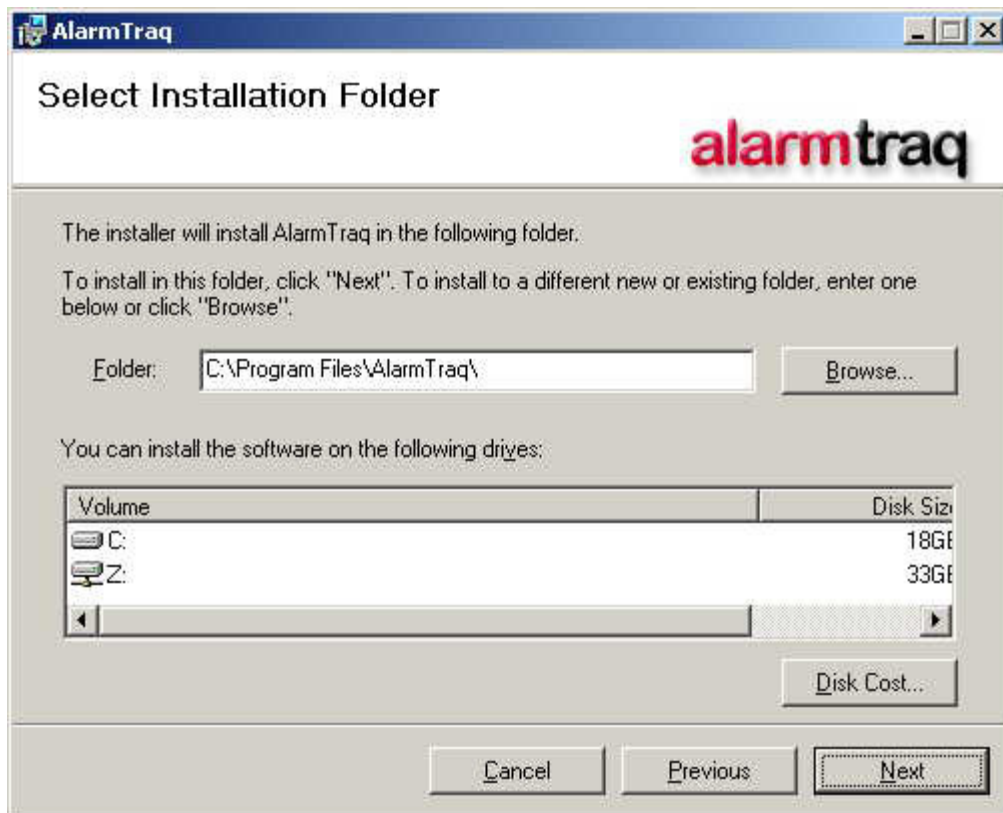 AlarmTraq
Select Installation Folder
alarmtraq
The installer will install AlarmTraq in the following folder.
To install in this folder, click "Next". To install to a different new or existing folder, enter one
below or click "Browse".
Folder: C:\Program Files\AlarmTraq\ Browse...
You can install the software on the following drives:
Volume Disk Size
C: 18GB
Z: 33GB
Disk Cost...
Cancel Previous Next